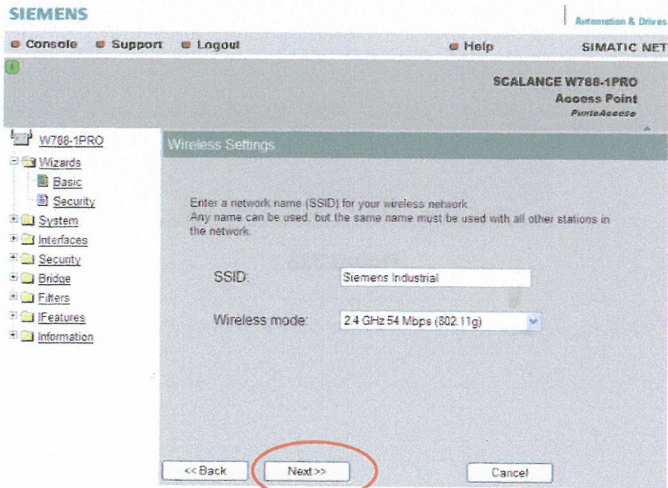 SIEMENS
Automation & Drives
Console Support Logout Help SIMATIC NET
SCALANCE W788-1PRO
Access Point
PuntoAcceso
W788-1PRO
Wizards
Basic
Security
System
Interfaces
Security
Bridge
Filters
IFeatures
Information
Wireless Settings
Enter a network name (SSID) for your wireless network.
Any name can be used, but the same name must be used with all other stations in
the network.
SSID: Siemens Industrial
Wireless mode: 2.4 GHz 54 Mbps (802.11g)
<< Back Next >> Cancel